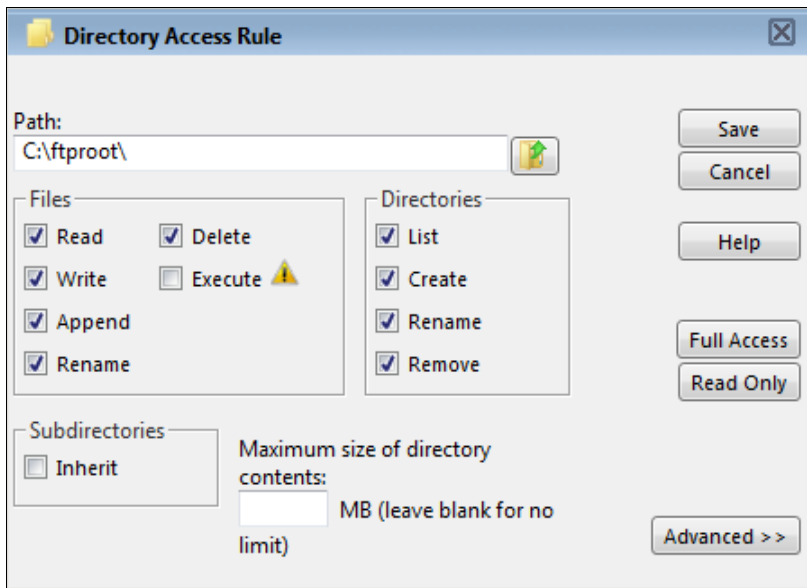 Directory Access Rule
Path:
C:\ftproot\
Save
Cancel
Files
Directories
Read
Delete
List
Help
Write
Execute
Create
Append
Rename
Full Access
Rename
Remove
Read Only
Subdirectories
Inherit
Maximum size of directory
contents:
MB (leave blank for no
limit)
Advanced >>